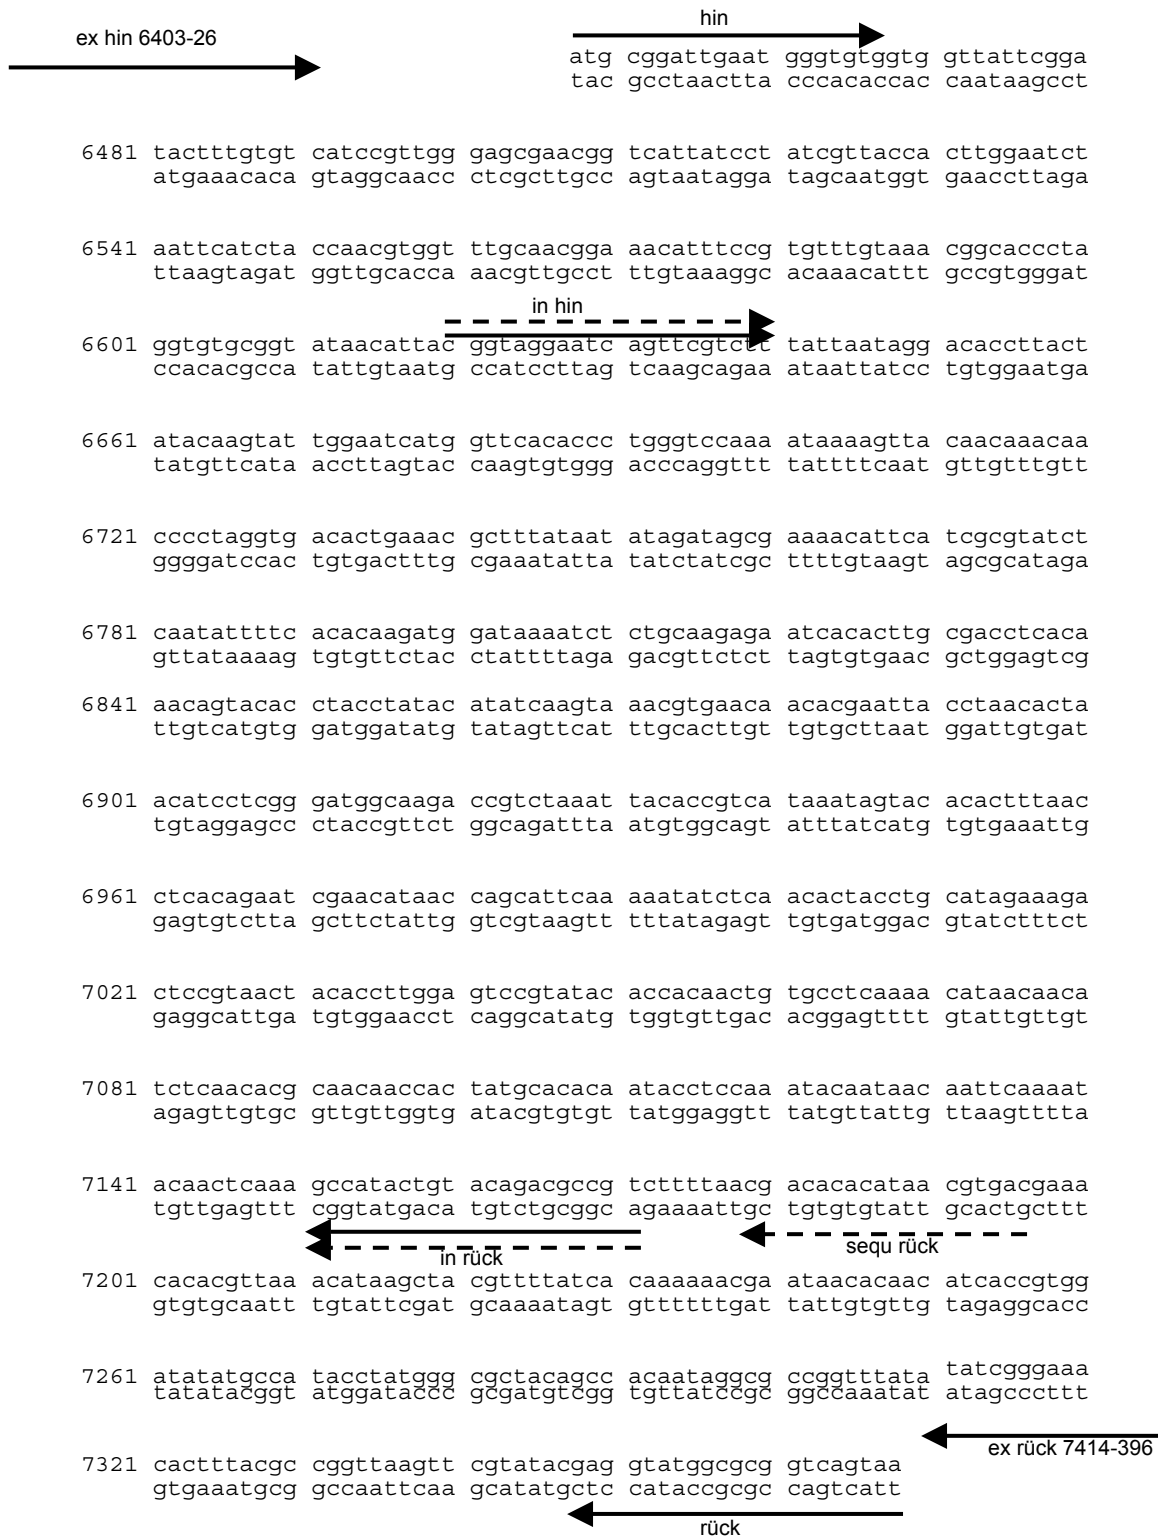 hin
ex hin 6403-26
atg cggattgaat gggtgtggtg gttattcgga
tac gcctaactta cccacaccac caataagcct
6481 tactttgtgt catccgttgg gagcgaacgg tcattatcct atcgttacca cttggaatct
atgaaacaca gtaggcaacc ctcgcttgcc agtaatagga tagcaatggt gaaccttaga
6541 aattcatcta ccaacgtggt ttgcaacgga aacatttccg tgtttgtaaa cggcacccta
ttaagtagat ggttgcacca aacgttgcct ttgtaaaggc acaaacattt gccgtgggat
in hin
6601 ggtgtgcggt ataacattac ggtaggaatc agttcgtctt tattaatagg acaccttact
ccacacgcca tattgtaatg ccatccttag tcaagcagaa ataattatcc tgtggaatga
6661 atacaagtat tggaatcatg gttcacaccc tgggtccaaa ataaaagtta caacaaacaa
tatgttcata accttagtac caagtgtggg acccaggttt tattttcaat gttgtttgtt
6721 cccctaggtg acactgaaac gctttataat atagatagcg aaaacattca tcgcgtatct
ggggatccac tgtgactttg cgaaatatta tatctatcgc ttttgtaagt agcgcataga
6781 caatattttc acacaagatg gataaaatct ctgcaagaga atcacacttg cgacctcaca
gttataaaag tgtgttctac ctattttaga gacgttctct tagtgtgaac gctggagtcg
6841 aacagtacac ctacctatac atatcaagta aacgtgaaca acacgaatta cctaacacta
ttgtcatgtg gatggatatg tatagttcat ttgcacttgt tgtgcttaat ggattgtgat
6901 acatcctcgg gatggcaaga ccgtctaaat tacaccgtca taaatagtac acactttaac
tgtaggagcc ctaccgttct ggcagattta atgtggcagt atttatcatg tgtgaaattg
6961 ctcacagaat cgaacataac cagcattcaa aaatatctca acactacctg catagaaaga
gagtgtctta gcttctattg gtcgtaagtt tttatagagt tgtgatggac gtatctttct
7021 ctccgtaact acaccttgga gtccgtatac accacaactg tgcctcaaaa cataacaaca
gaggcattga tgtggaacct caggcatatg tggtgttgac acggagtttt gtattgttgt
7081 tctcaacacg caacaaccac tatgcacaca atacctccaa atacaataac aattcaaaat
agagttgtgc gttgttggtg atacgtgtgt tatggaggtt tatgttattg ttaagtttta
7141 acaactcaaa gccatactgt acagacgccg tcttttaacg acacacataa cgtgacgaaa
tgttgagttt cggtatgaca tgtctgcggc agaaaattgc tgtgtgtatt gcactgcttt
in rück sequ rück
7201 cacacgttaa acataagcta cgttttatca caaaaaacga ataacacaac atcaccgtgg
gtgtgcaatt tgtattcgat gcaaaatagt gttttttgat tattgtgttg tagaggcacc
7261 atatatgcca tacctatggg cgctacagcc acaataggcg ccggtttata tatcgggaaa
tatatacggt atggataccc gcgatgtcgg tgttatccgc ggccaaatat atagcccttt
ex rück 7414-396
7321 cactttacgc cggttaagtt cgtatacgag gtatggcgcg gtcagtaa
gtgaaatgcg gccaattcaa gcatatgctc cataccgcgc cagtcatt
rück